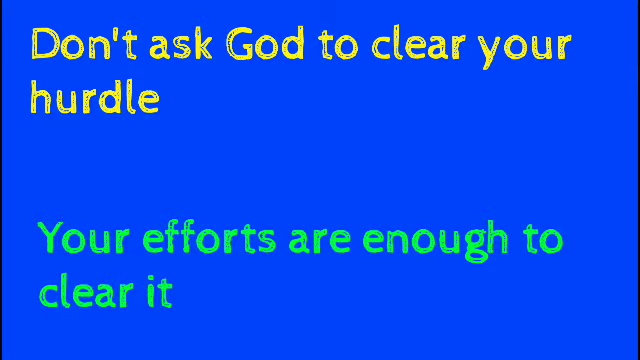 Don't ask God to clear your
hurdle
Your efforts are enough to
clear it